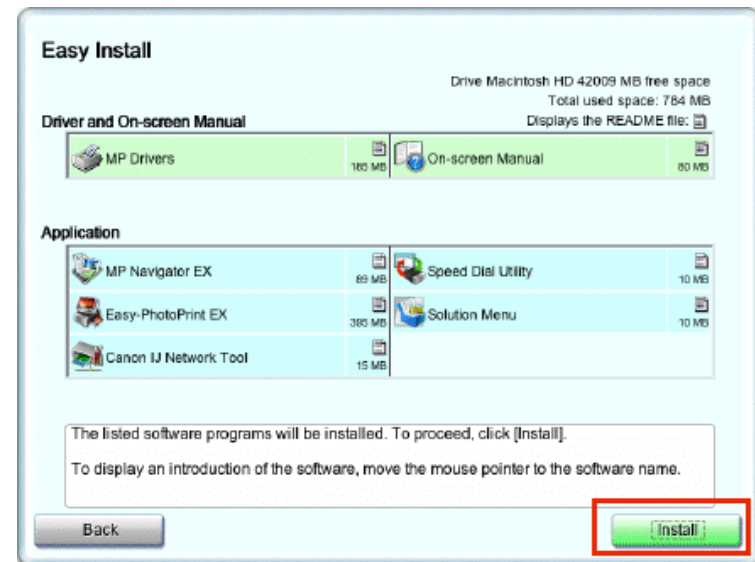 Easy Install
Drive Macintosh HD 42009 MB free space
Total used space: 784 MB
Driver and On-screen Manual
Displays the README file:
MP Drivers
185 MB
On-screen Manual
80 MB
Application
MP Navigator EX
89 MB
Speed Dial Utility
10 MB
Easy-PhotoPrint EX
385 MB
Solution Menu
10 MB
Canon IJ Network Tool
15 MB
The listed software programs will be installed. To proceed, click [Install].
To display an introduction of the software, move the mouse pointer to the software name.
Back
Install